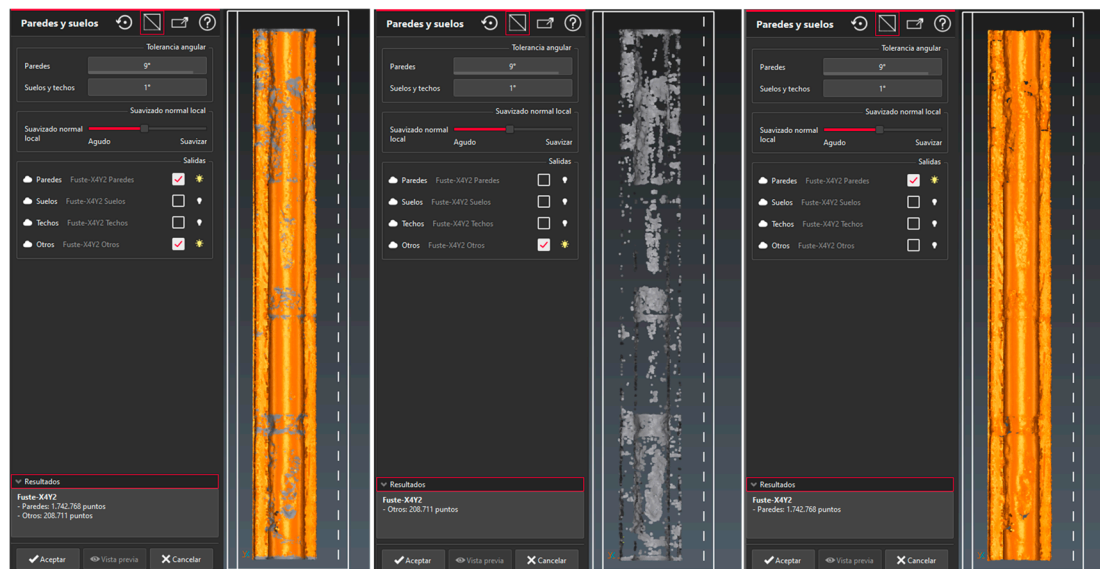 Paredes y suelos
Tolerancia angular
Paredes 9°
Suelos y techos 1°
Suavizado normal local
Suavizado normal local
Agudo Suavizar
Salidas
Paredes Fuste-X4Y2 Paredes
Suelos Fuste-X4Y2 Suelos
Techos Fuste-X4Y2 Techos
Otros Fuste-X4Y2 Otros
Resultados
Fuste-X4Y2
- Paredes: 1.742.768 puntos
- Otros: 208.711 puntos
Aceptar Vista previa Cancelar
Paredes y suelos
Tolerancia angular
Paredes 9°
Suelos y techos 1°
Suavizado normal local
Suavizado normal local
Agudo Suavizar
Salidas
Paredes Fuste-X4Y2 Paredes
Suelos Fuste-X4Y2 Suelos
Techos Fuste-X4Y2 Techos
Otros Fuste-X4Y2 Otros
Resultados
Fuste-X4Y2
- Otros: 208.711 puntos
Aceptar Vista previa Cancelar
Paredes y suelos
Tolerancia angular
Paredes 9°
Suelos y techos 1°
Suavizado normal local
Suavizado normal local
Agudo Suavizar
Salidas
Paredes Fuste-X4Y2 Paredes
Suelos Fuste-X4Y2 Suelos
Techos Fuste-X4Y2 Techos
Otros Fuste-X4Y2 Otros
Resultados
Fuste-X4Y2
- Paredes: 1.742.768 puntos
Aceptar Vista previa Cancelar